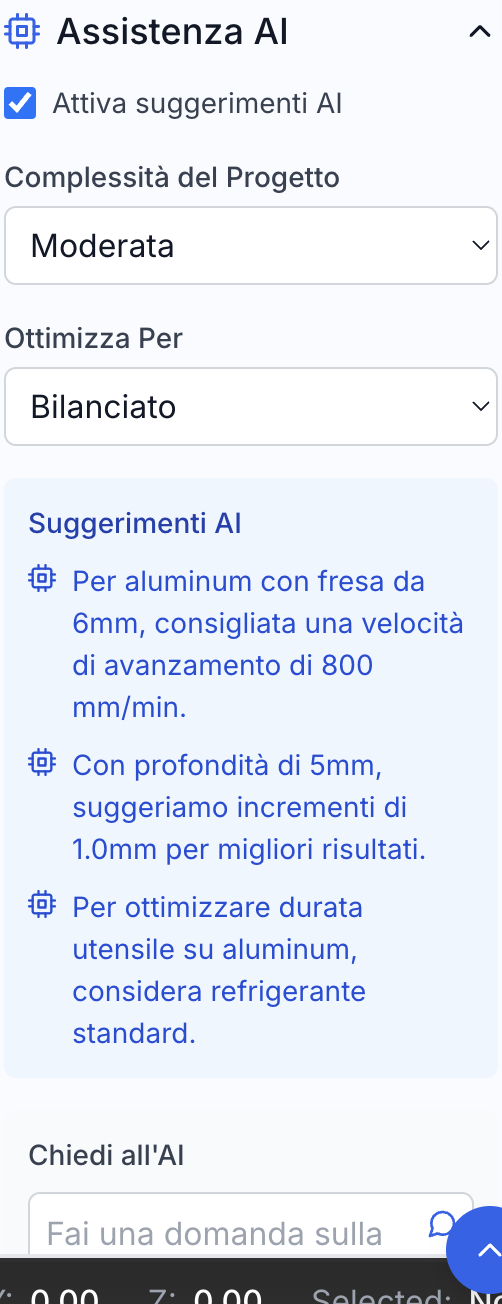 Assistenza AI
Attiva suggerimenti AI
Complessità del Progetto
Moderata
Ottimizza Per
Bilanciato
Suggerimenti AI
Per aluminum con fresa da
6mm, consigliata una velocità
di avanzamento di 800
mm/min.
Con profondità di 5mm,
suggeriamo incrementi di
1.0mm per migliori risultati.
Per ottimizzare durata
utensile su aluminum,
considera refrigerante
standard.
Chiedi all'AI
Fai una domanda sulla
0.00 Z: 0.00 Selected: